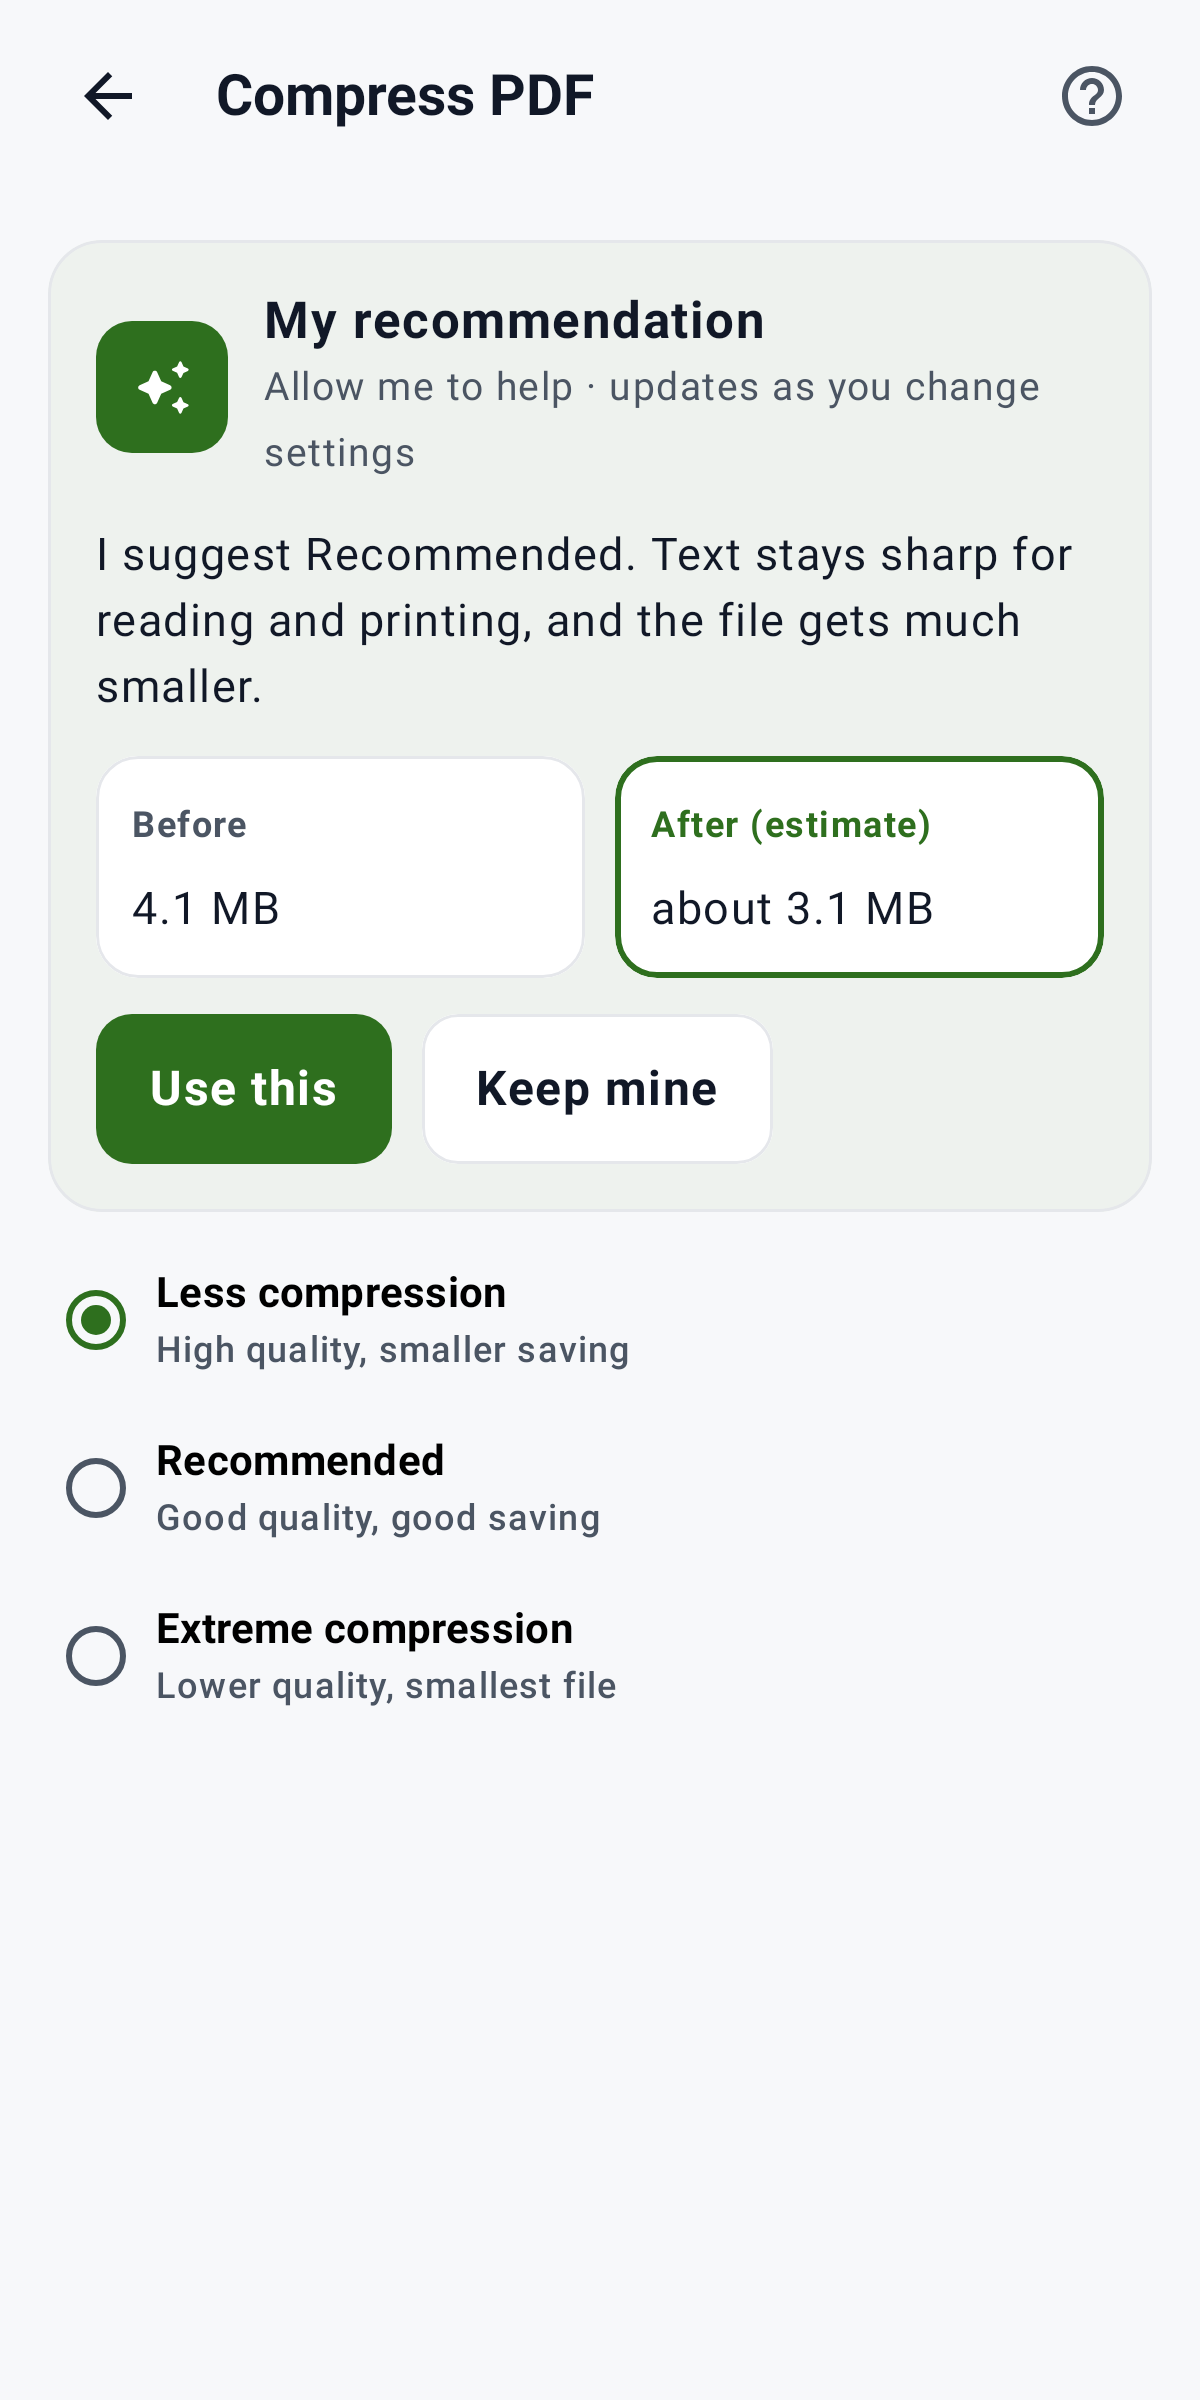 Compress PDF
My recommendation
Allow me to help · updates as you change
settings
I suggest Recommended. Text stays sharp for
reading and printing, and the file gets much
smaller.
Before
4.1 MB
After (estimate)
about 3.1 MB
Use this
Keep mine
Less compression
High quality, smaller saving
Recommended
Good quality, good saving
Extreme compression
Lower quality, smallest file